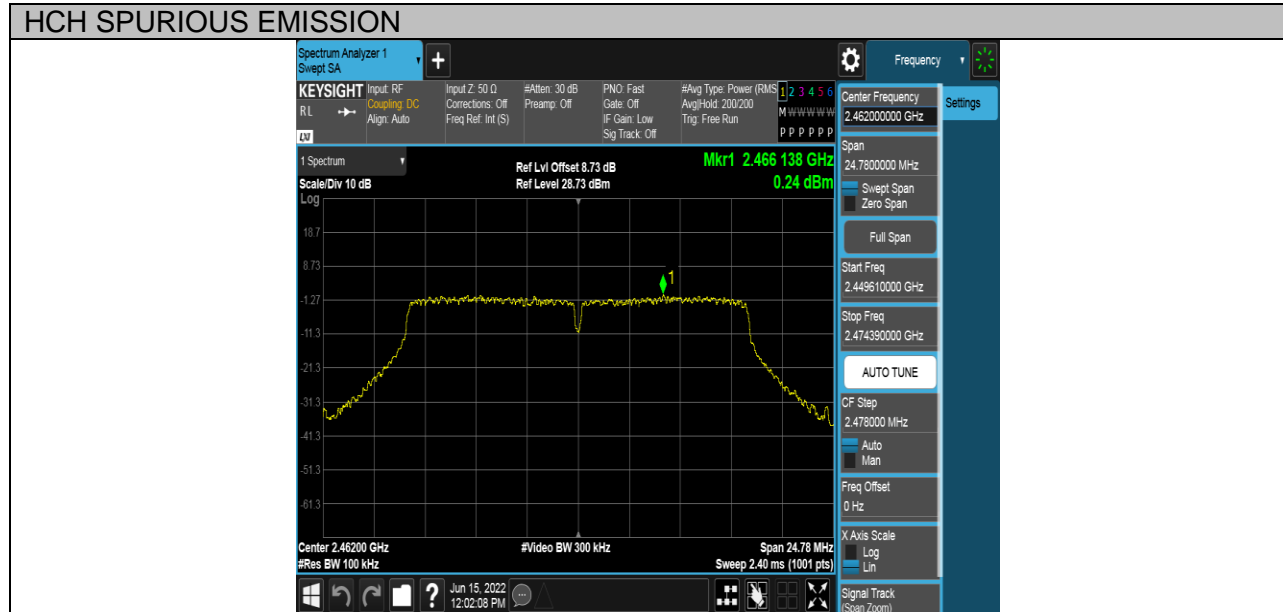 HCH SPURIOUS EMISSION
Spectrum Analyzer 1
Swept SA
+
Frequency
KEYSIGHT
RL
LXI
Input: RF
Coupling: DC
Align: Auto
Input Z: 50 Ω
Corrections: Off
Freq Ref: Int (S)
#Atten: 30 dB
Preamp: Off
PNO: Fast
Gate: Off
IF Gain: Low
Sig Track: Off
#Avg Type: Power (RMS
Avg|Hold: 200/200
Trig: Free Run
1 2 3 4 5 6
M W W W W W
P P P P P P
Center Frequency
2.462000000 GHz
Settings
Span
24.7800000 MHz
Swept Span
Zero Span
Full Span
Start Freq
2.449610000 GHz
Stop Freq
2.474390000 GHz
AUTO TUNE
CF Step
2.478000 MHz
Auto
Man
Freq Offset
0 Hz
X Axis Scale
Log
Lin
Signal Track
(Span Zoom)
1 Spectrum
Scale/Div 10 dB
Log
Ref Lvl Offset 8.73 dB
Ref Level 28.73 dBm
Mkr1 2.466 138 GHz
0.24 dBm
18.7
8.73
-1.27
-11.3
-21.3
-31.3
-41.3
-51.3
-61.3
1
Center 2.46200 GHz
#Res BW 100 kHz
#Video BW 300 kHz
Span 24.78 MHz
Sweep 2.40 ms (1001 pts)
?
Jun 15, 2022
12:02:08 PM